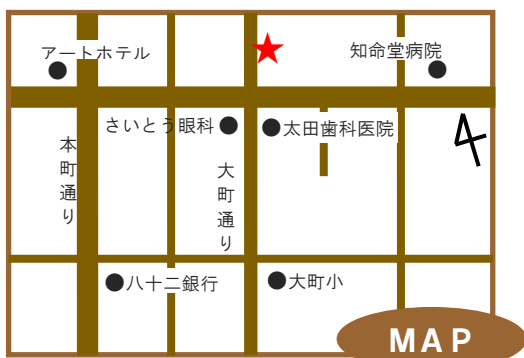 アートホテル
知命堂病院
さいとう眼科
太田歯科医院
本町通り
大町通り
八十二銀行
大町小
MAP